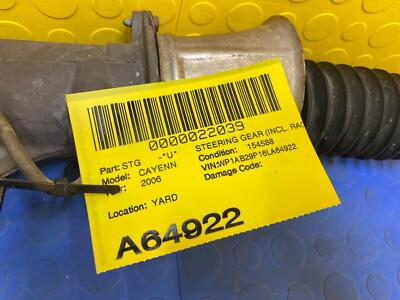 0000022039
Part: STG -"U" STEERING GEAR (INCL. RAC
Model: CAYENN Condition: 154588
2006 VIN:WP1AB29P16LA64922
Damage Code:
Location: YARD
A64922